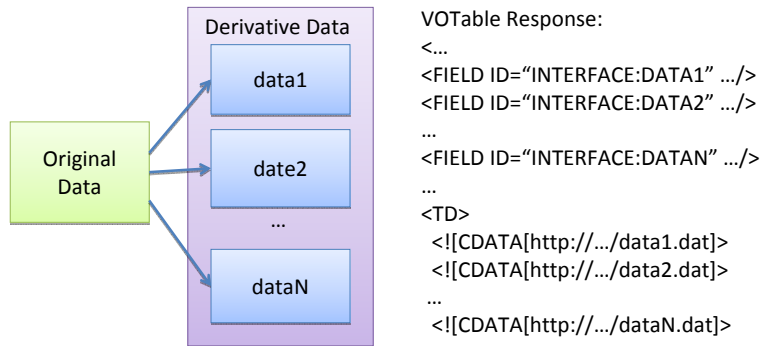 Original
Data
Derivative Data
data1
date2
...
dataN
VOTable Response:
<...
<FIELD ID=“INTERFACE:DATA1” .../>
<FIELD ID=“INTERFACE:DATA2” .../>
...
<FIELD ID=“INTERFACE:DATAN” .../>
...
<TD>
<![CDATA[http://.../data1.dat]>
<![CDATA[http://.../data2.dat]>
...
<![CDATA[http://.../dataN.dat]>